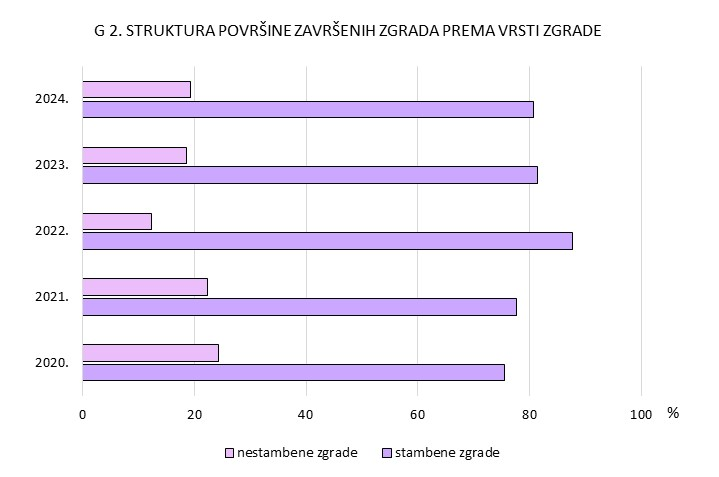 G 2. STRUKTURA POVRŠINE ZAVRŠENIH ZGRADA PREMA VRSTI ZGRADE
2024.
2023.
2022.
2021.
2020.
0 20 40 60 80 100 %
nestambene zgrade stambene zgrade